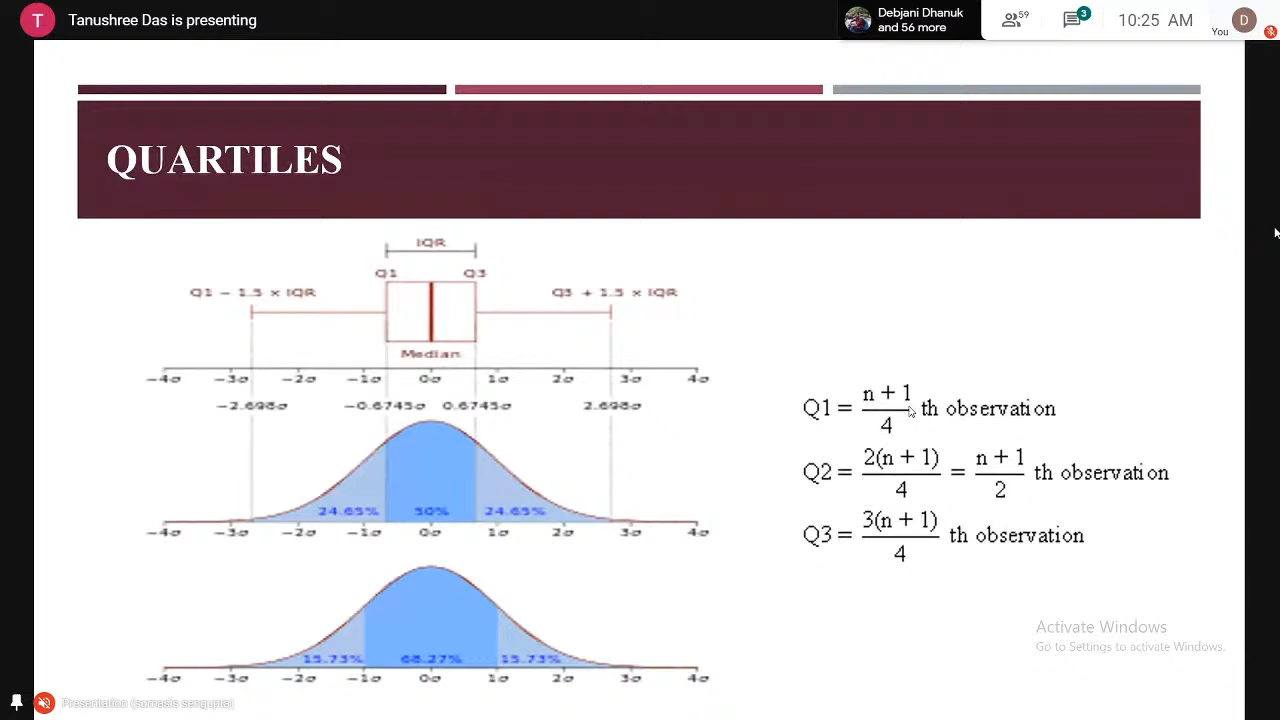 T Tanushree Das is presenting
Debjani Dhanuk
and 56 more
59
3
10:25 AM
You
D
QUARTILES
IQR
Q1 Q3
Q1 − 1.5 × IQR Q3 + 1.5 × IQR
Median
−4σ −3σ −2σ −1σ 0σ 1σ 2σ 3σ 4σ
−2.698σ −0.6745σ 0.6745σ 2.698σ
24.65% 50% 24.65%
−4σ −3σ −2σ −1σ 0σ 1σ 2σ 3σ 4σ
15.73% 68.27% 15.73%
−4σ −3σ −2σ −1σ 0σ 1σ 2σ 3σ 4σ
Q1 = (n + 1)/4 th observation
Q2 = 2(n + 1)/4 = (n + 1)/2 th observation
Q3 = 3(n + 1)/4 th observation
Activate Windows
Go to Settings to activate Windows.
Presentation (somasis sengupta)